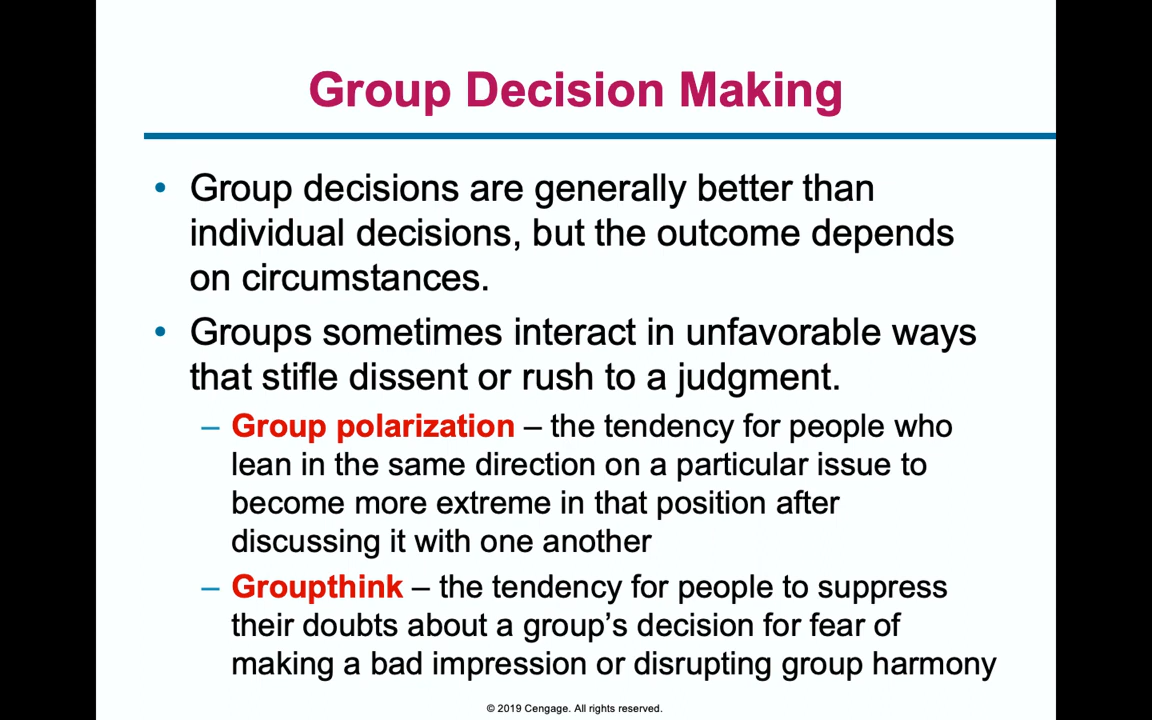 Group Decision Making
• Group decisions are generally better than
individual decisions, but the outcome depends
on circumstances.
• Groups sometimes interact in unfavorable ways
that stifle dissent or rush to a judgment.
– Group polarization – the tendency for people who
lean in the same direction on a particular issue to
become more extreme in that position after
discussing it with one another
– Groupthink – the tendency for people to suppress
their doubts about a group’s decision for fear of
making a bad impression or disrupting group harmony
© 2019 Cengage. All rights reserved.